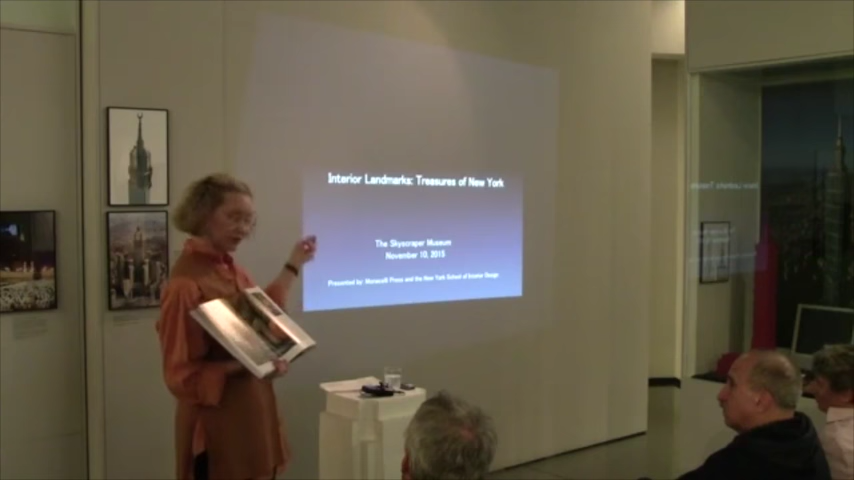 Interior Landmarks: Treasures of New York
The Skyscraper Museum
November 10, 2015
Presented by: Monacelli Press and the New York School of Interior Design